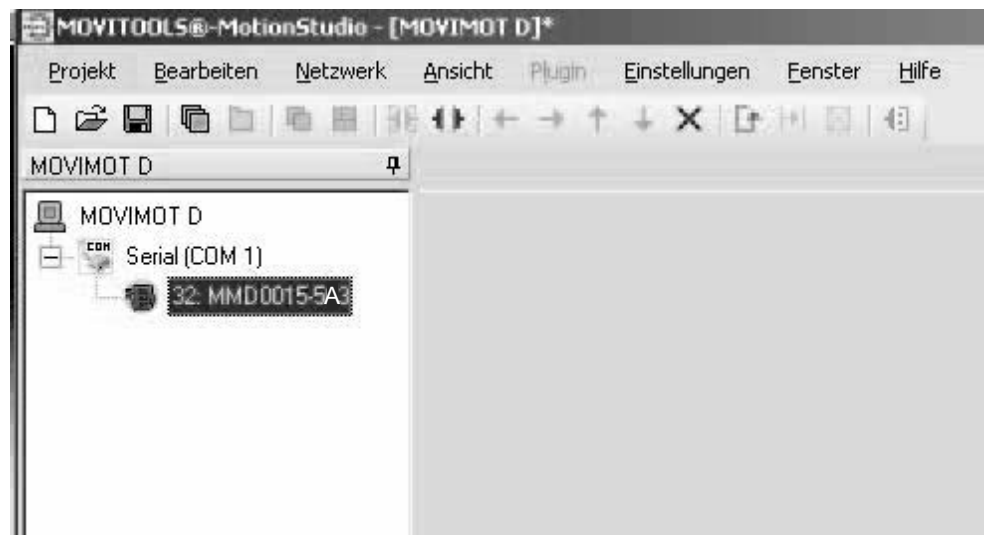 MOVITOOLS®-MotionStudio - [MOVIMOT D]*
Projekt Bearbeiten Netzwerk Ansicht Plugin Einstellungen Fenster Hilfe
MOVIMOT D
MOVIMOT D
COM Serial (COM 1)
32: MMD0015-5A3